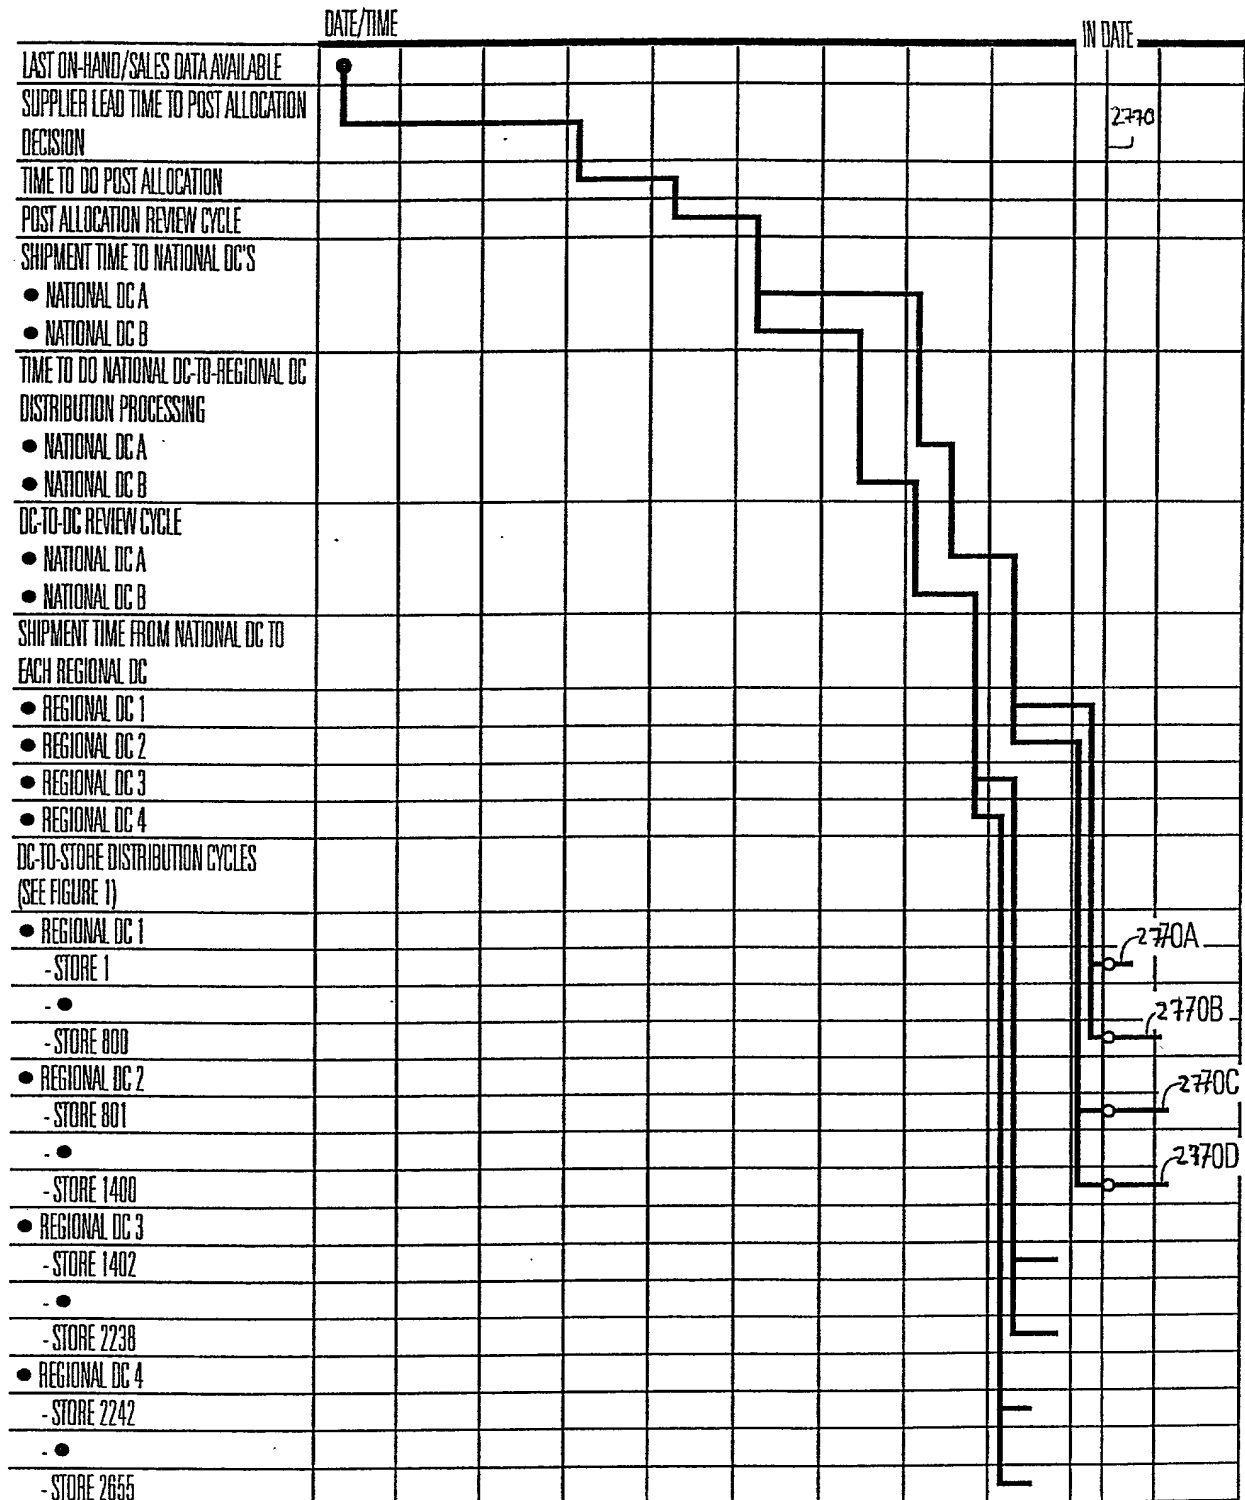 DATE/TIME
IN DATE
LAST ON-HAND/SALES DATA AVAILABLE
SUPPLIER LEAD TIME TO POST ALLOCATION
DECISION
2770
TIME TO DO POST ALLOCATION
POST ALLOCATION REVIEW CYCLE
SHIPMENT TIME TO NATIONAL DC'S
● NATIONAL DC A
● NATIONAL DC B
TIME TO DO NATIONAL DC-TO-REGIONAL DC
DISTRIBUTION PROCESSING
● NATIONAL DC A
● NATIONAL DC B
DC-TO-DC REVIEW CYCLE
● NATIONAL DC A
● NATIONAL DC B
SHIPMENT TIME FROM NATIONAL DC TO
EACH REGIONAL DC
● REGIONAL DC 1
● REGIONAL DC 2
● REGIONAL DC 3
● REGIONAL DC 4
DC-TO-STORE DISTRIBUTION CYCLES
(SEE FIGURE 1)
● REGIONAL DC 1
2770A
- STORE 1
- ●
2770B
- STORE 800
● REGIONAL DC 2
2770C
- STORE 801
- ●
2770D
- STORE 1400
● REGIONAL DC 3
- STORE 1402
- ●
- STORE 2238
● REGIONAL DC 4
- STORE 2242
- ●
- STORE 2655